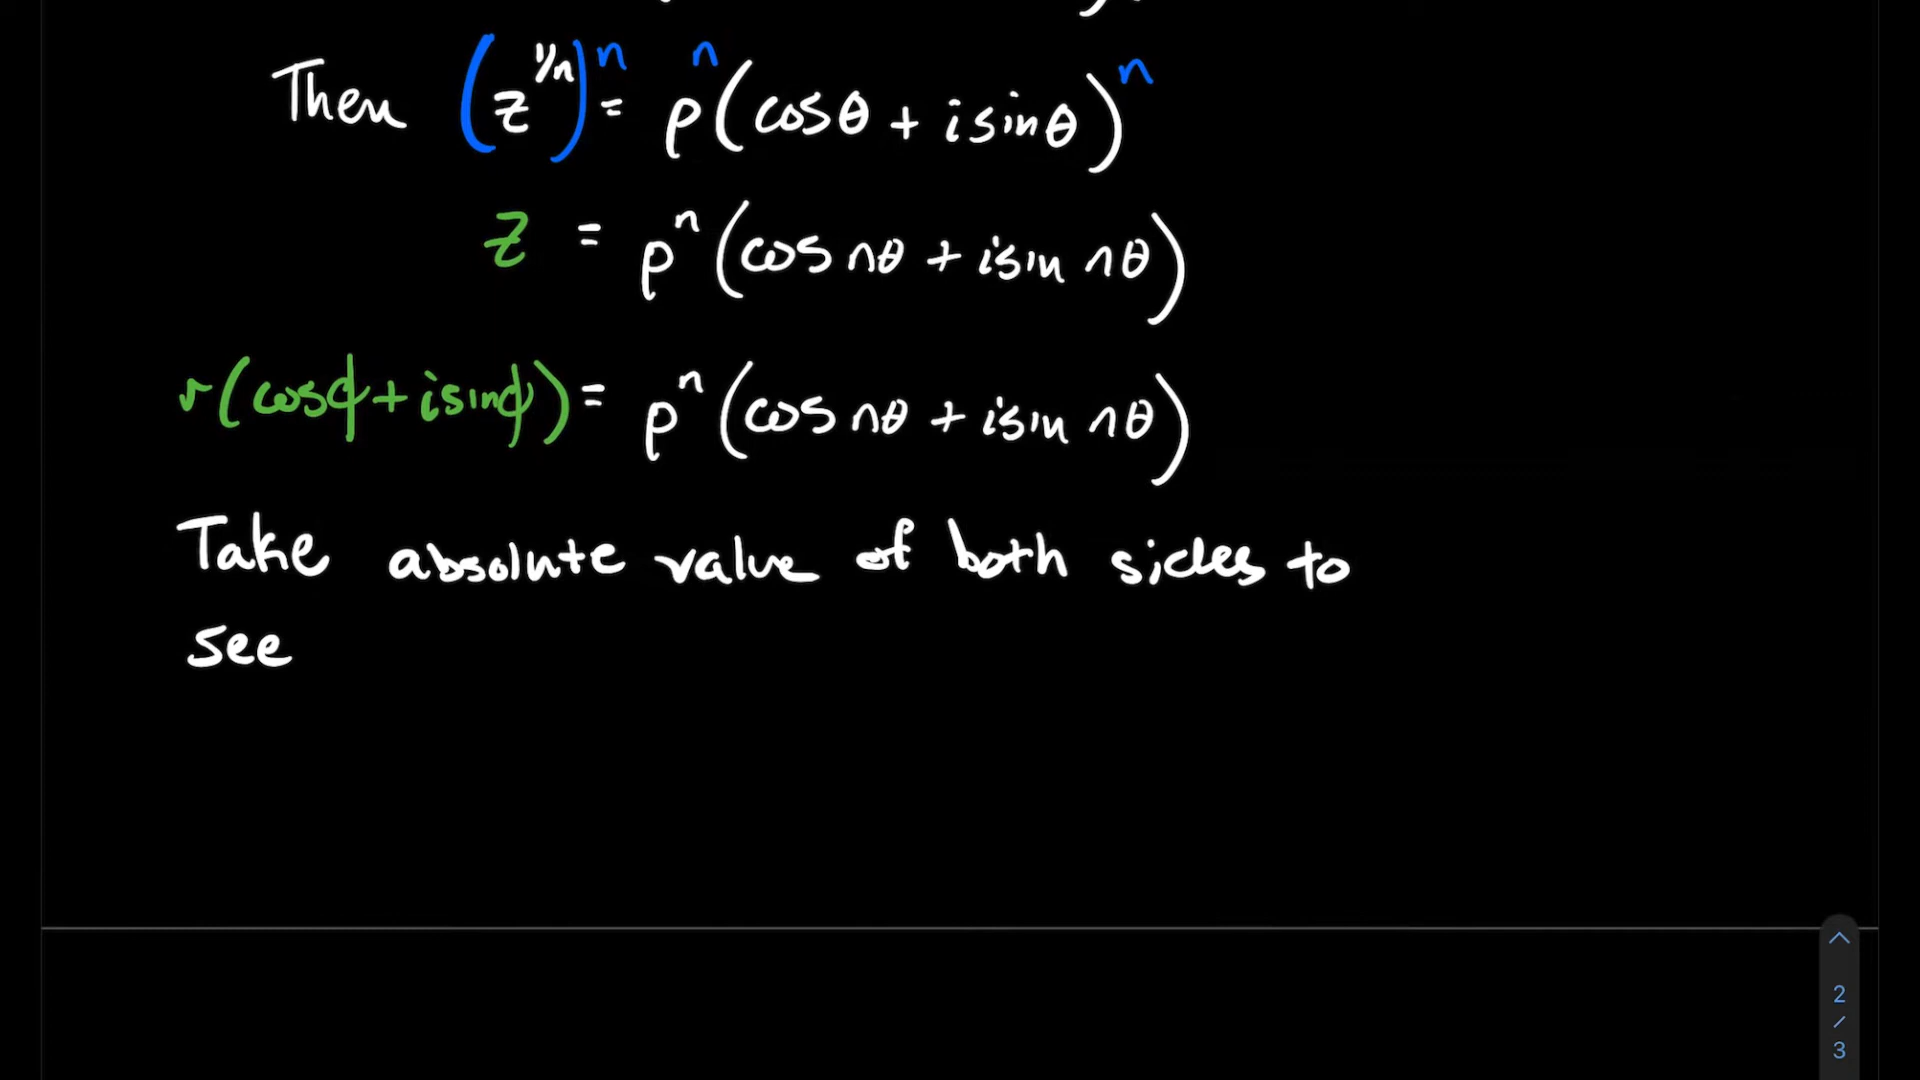 Then (z^{1/n})^n = ρ^n(cosθ + i sinθ)^n
z = ρ^n(cos nθ + i sin nθ)
r(cosϕ + i sinϕ) = ρ^n(cos nθ + i sin nθ)
Take absolute value of both sides to
see
2
/
3